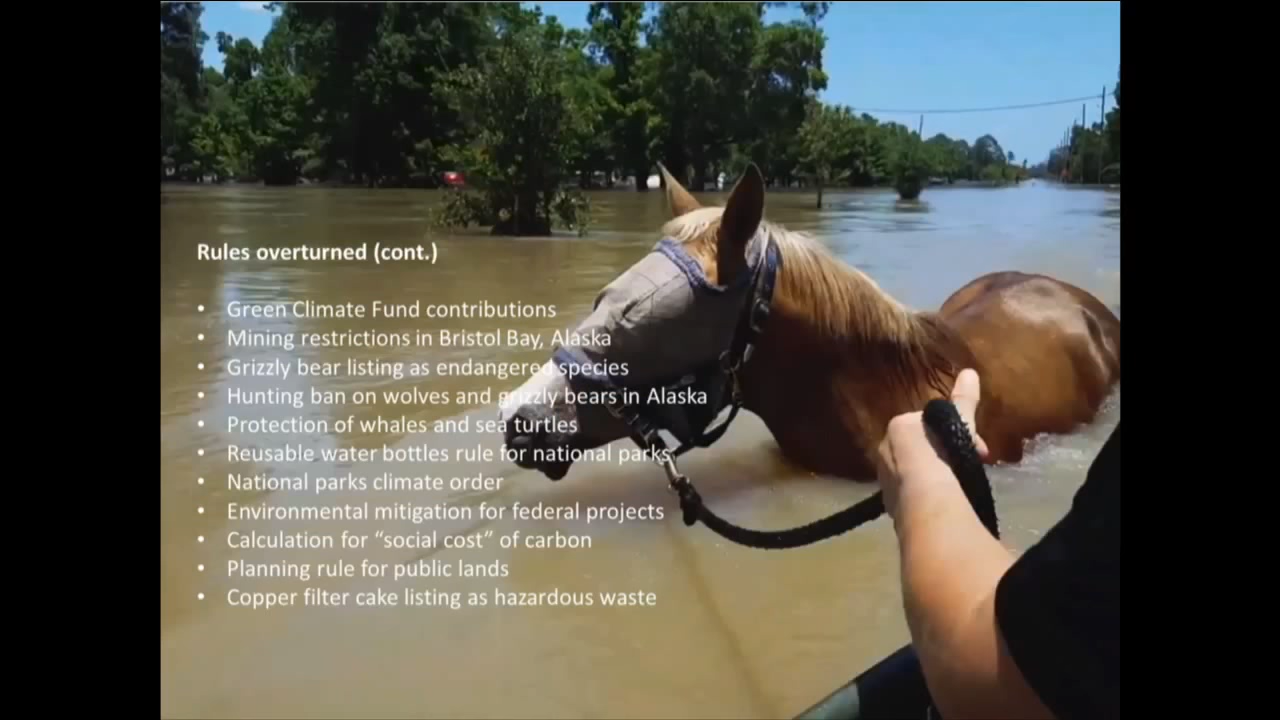 Rules overturned (cont.)
• Green Climate Fund contributions
• Mining restrictions in Bristol Bay, Alaska
• Grizzly bear listing as endangered species
• Hunting ban on wolves and grizzly bears in Alaska
• Protection of whales and sea turtles
• Reusable water bottles rule for national parks
• National parks climate order
• Environmental mitigation for federal projects
• Calculation for “social cost” of carbon
• Planning rule for public lands
• Copper filter cake listing as hazardous waste